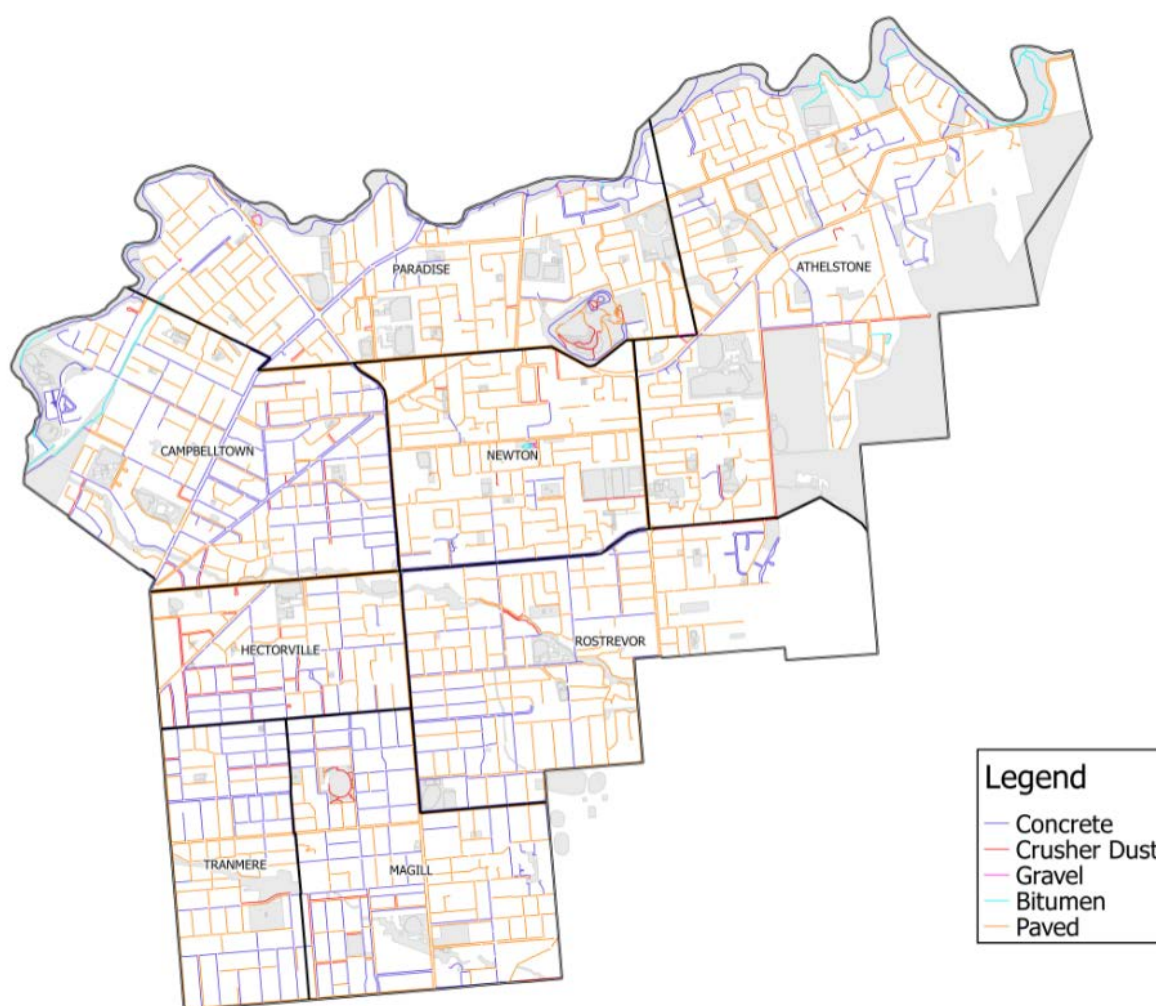 PARADISE
ATHELSTONE
CAMPBELLTOWN
NEWTON
HECTORVILLE
ROSTREVOR
TRANMERE
MAGILL
Legend
Concrete
Crusher Dust
Gravel
Bitumen
Paved